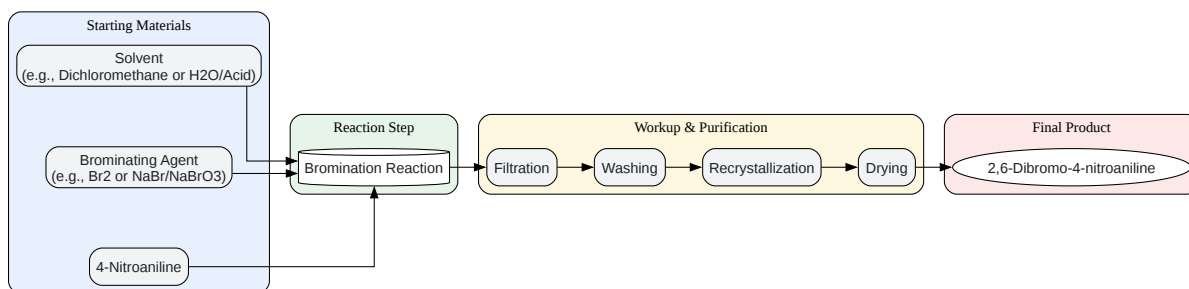 Starting Materials
Solvent
(e.g., Dichloromethane or H2O/Acid)
Brominating Agent
(e.g., Br2 or NaBr/NaBrO3)
4-Nitroaniline
Reaction Step
Bromination Reaction
Workup & Purification
Filtration
Washing
Recrystallization
Drying
Final Product
2,6-Dibromo-4-nitroaniline